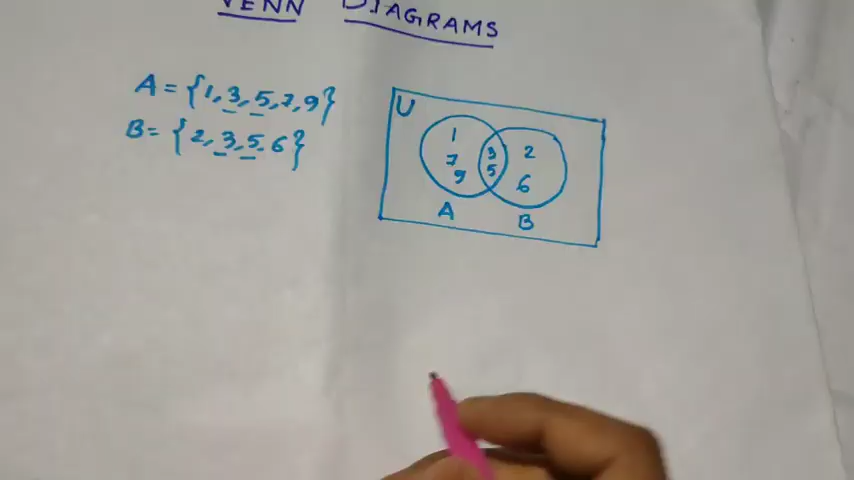 VENN DIAGRAMS
A = {1, 3, 5, 7, 9}
B = {2, 3, 5, 6}
U
1
3
2
7
5
9
6
A
B